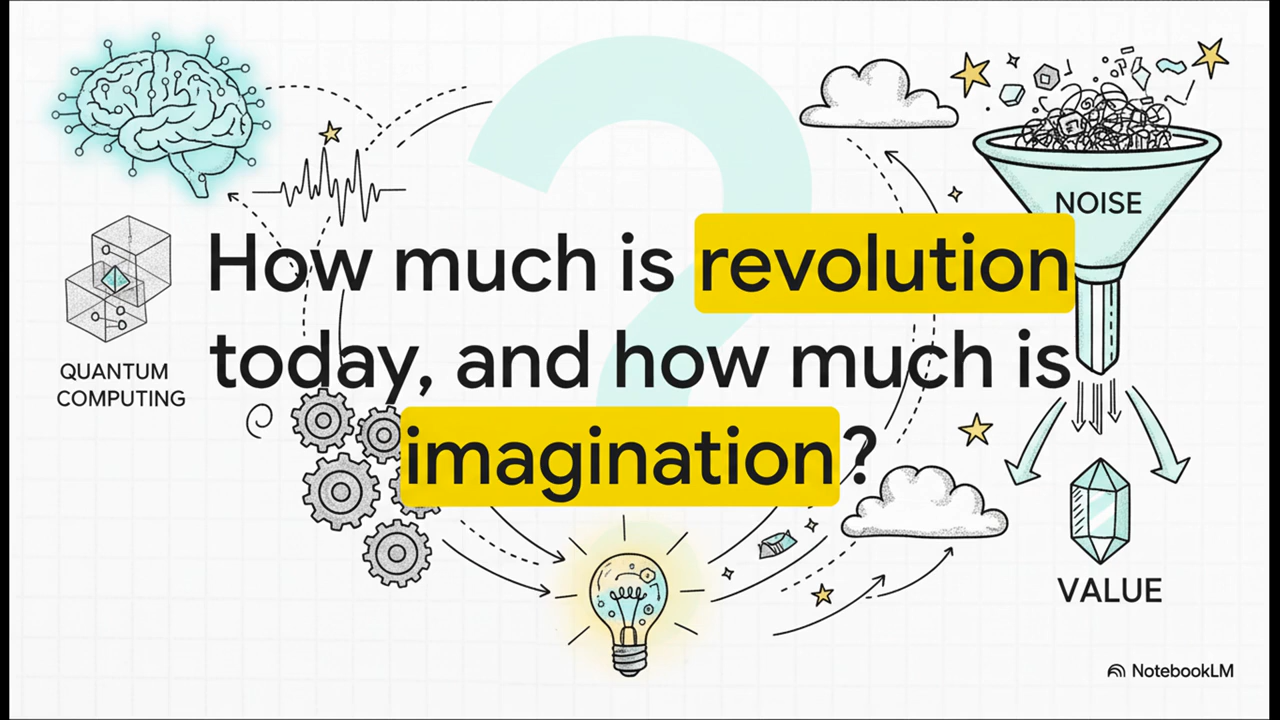 How much is revolution
today, and how much is
imagination?
QUANTUM
COMPUTING
NOISE
VALUE
NotebookLM